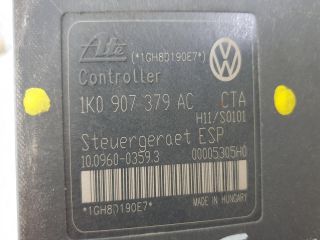 Ate (*1GH8D190E7*)
Controller
1K0 907 379 AC CTA
H11/S0101
Steuergeraet ESP
10.0960-0359.3 00005305H0
*1GH8D190E7* MADE IN HUNGARY